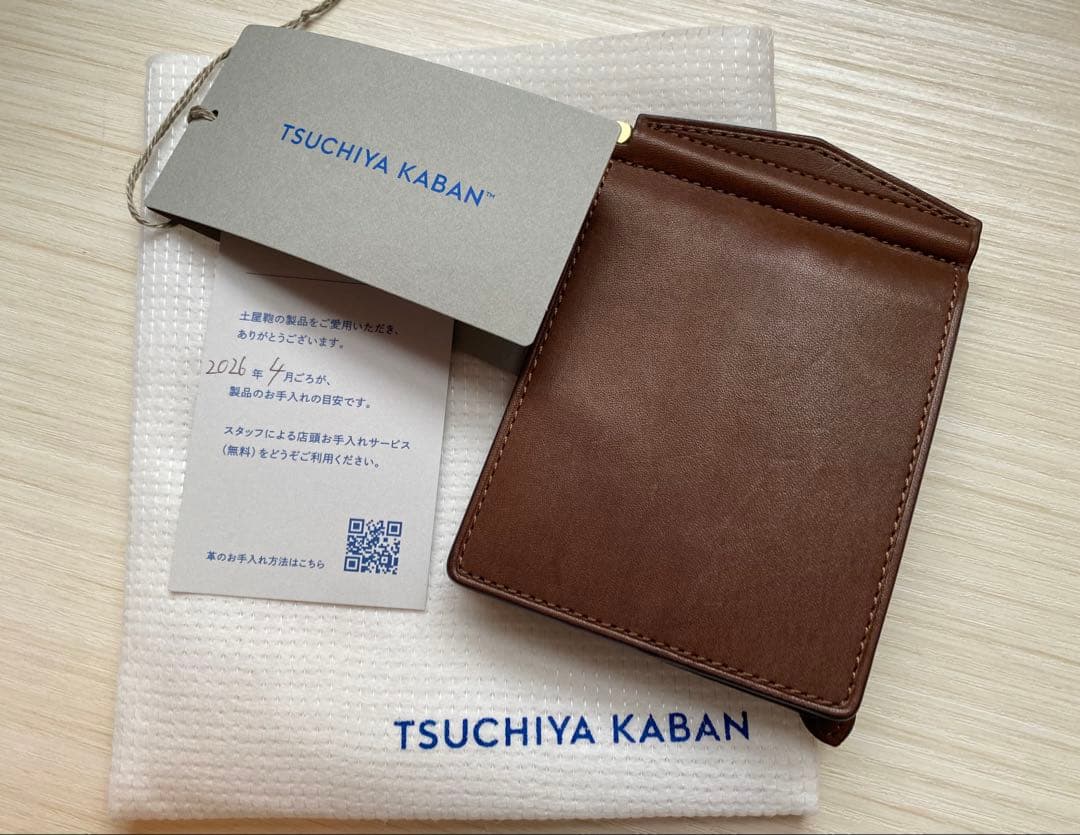 TSUCHIYA KABAN™
土屋鞄の製品をご愛用いただき、
ありがとうございます。
2026年4月ごろが、
製品のお手入れの目安です。
スタッフによる店頭お手入れサービス
(無料)をどうぞご利用ください。
革のお手入れ方法はこちら
TSUCHIYA KABAN